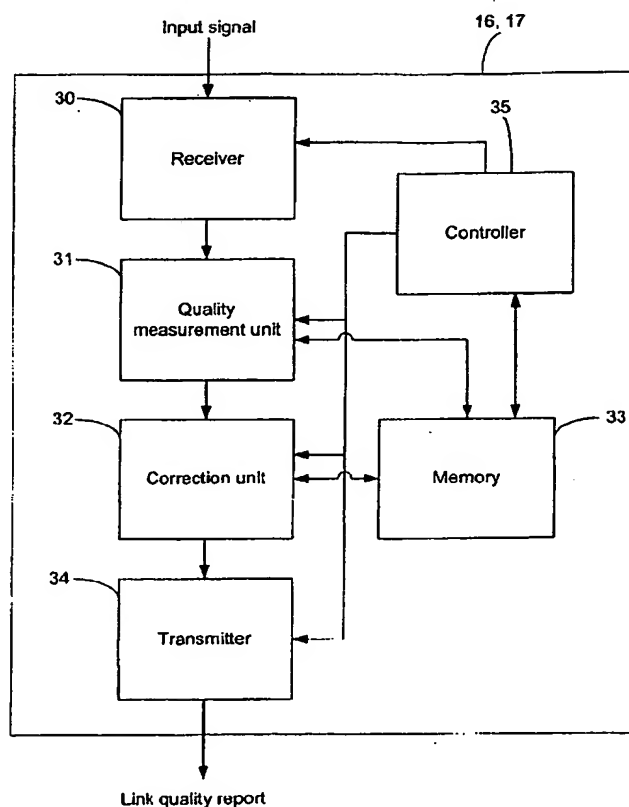 Input signal
16, 17
30
35
Receiver
Controller
31
Quality
measurement unit
32
33
Correction unit
Memory
34
Transmitter
Link quality report